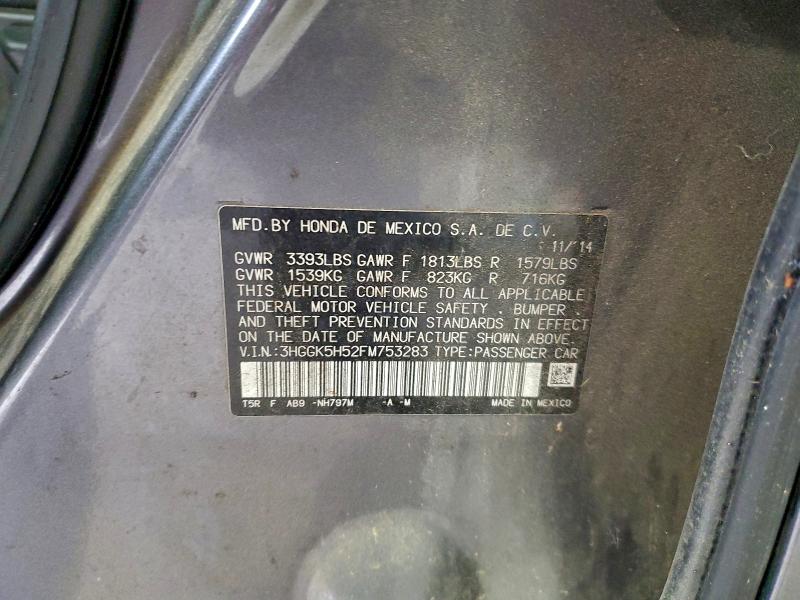 MFD.BY HONDA DE MEXICO S.A. DE C.V.
11/'14
GVWR 3393LBS GAWR F 1813LBS R 1579LBS
GVWR 1539KG GAWR F 823KG R 716KG
THIS VEHICLE CONFORMS TO ALL APPLICABLE
FEDERAL MOTOR VEHICLE SAFETY , BUMPER ,
AND THEFT PREVENTION STANDARDS IN EFFECT
ON THE DATE OF MANUFACTURE SHOWN ABOVE.
V.I.N.:3HGGK5H52FM753283 TYPE:PASSENGER CAR
T5R F AB9 -NH797M -A -M MADE IN MEXICO